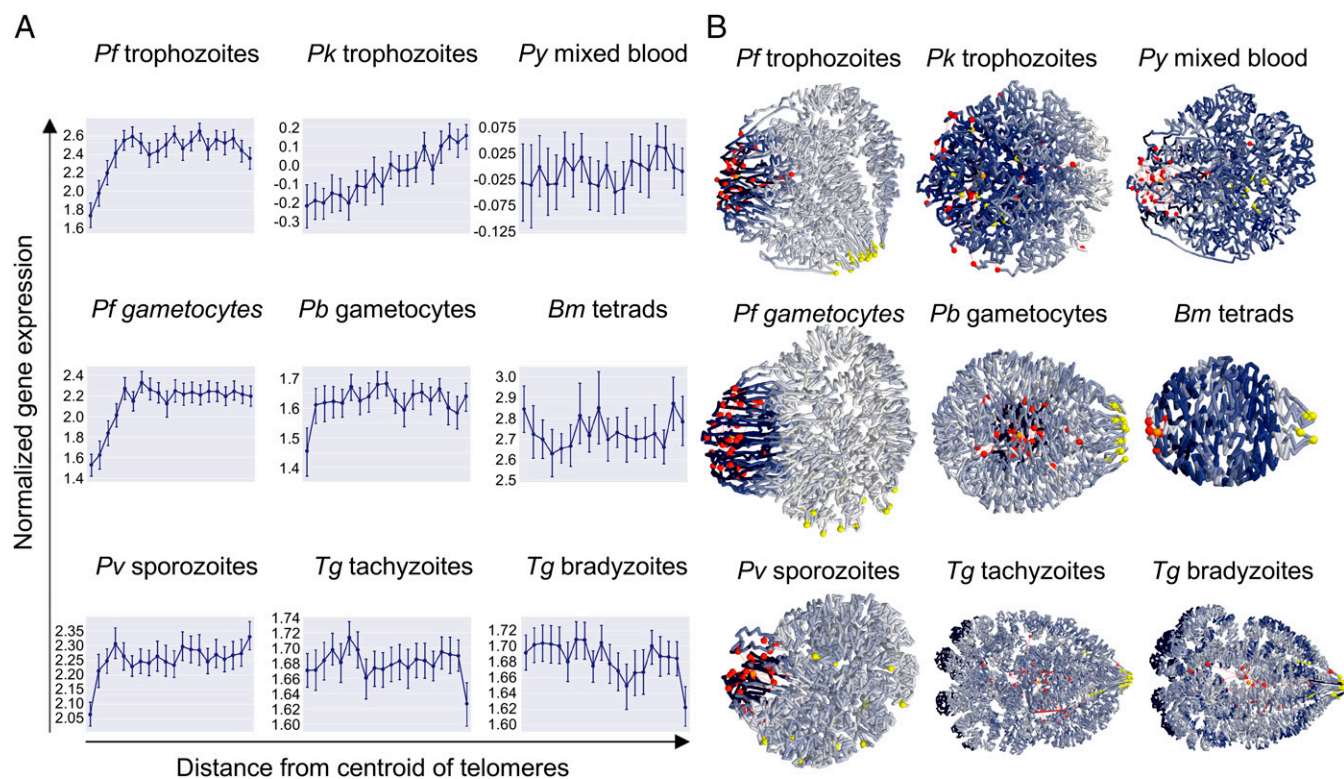 A
B
Pf trophozoites
Pk trophozoites
Py mixed blood
Pf trophozoites
Pk trophozoites
Py mixed blood
2.6
2.4
2.2
2.0
1.8
1.6
0.2
0.1
0.0
-0.1
-0.2
-0.3
0.075
0.025
-0.025
-0.075
-0.125
Normalized gene expression
Pf gametocytes
Pb gametocytes
Bm tetrads
Pf gametocytes
Pb gametocytes
Bm tetrads
2.4
2.2
2.0
1.8
1.6
1.4
1.7
1.6
1.5
1.4
3.0
2.9
2.8
2.7
2.6
2.5
Pv sporozoites
Tg tachyzoites
Tg bradyzoites
Pv sporozoites
Tg tachyzoites
Tg bradyzoites
2.35
2.30
2.25
2.20
2.15
2.10
2.05
1.74
1.72
1.70
1.68
1.66
1.64
1.62
1.60
1.72
1.70
1.68
1.66
1.64
1.62
1.60
Distance from centroid of telomeres